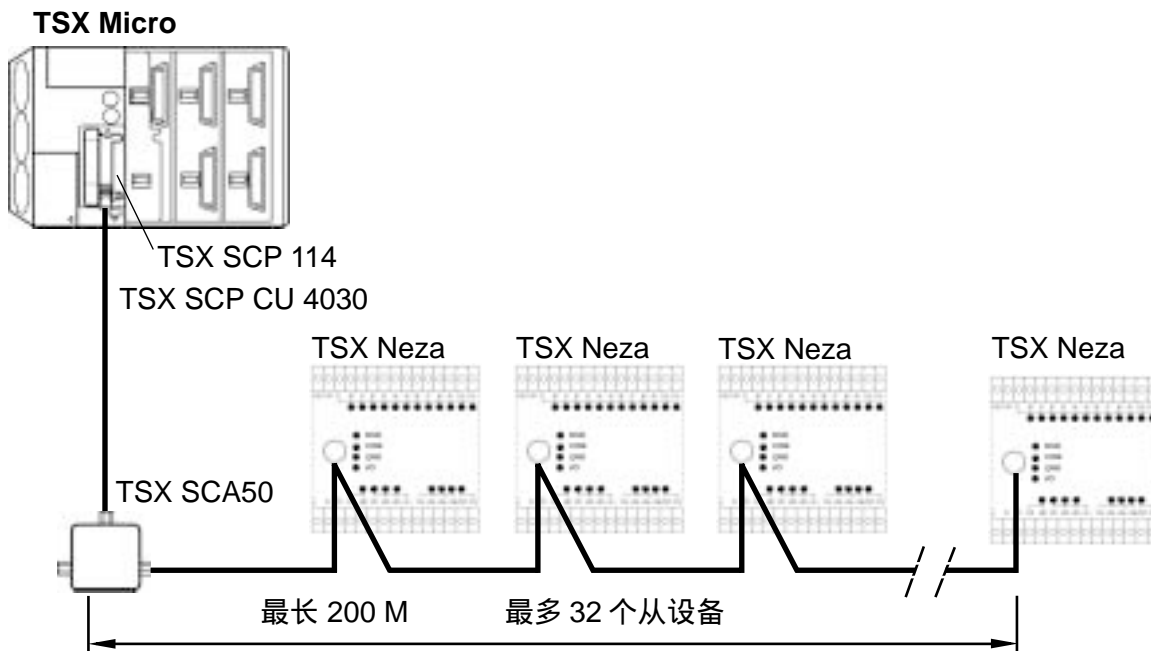 TSX Micro
TSX SCP 114
TSX SCP CU 4030
TSX Neza
TSX Neza
TSX Neza
TSX Neza
TSX SCA50
最长 200 M
最多 32 个从设备